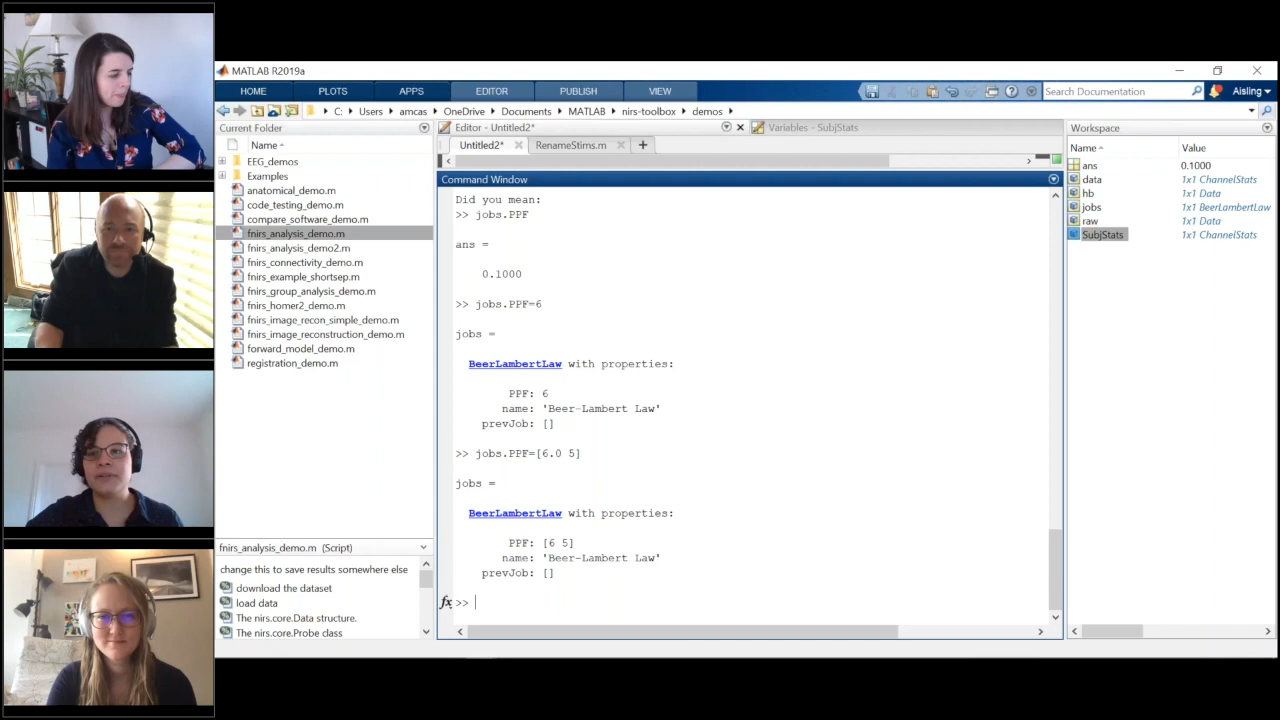 MATLAB R2019a
HOME PLOTS APPS EDITOR PUBLISH VIEW Search Documentation Aisling
C: Users amcas OneDrive Documents MATLAB nirs-toolbox demos
Current Folder
Name
EEG_demos
Examples
anatomical_demo.m
code_testing_demo.m
compare_software_demo.m
fnirs_analysis_demo.m
fnirs_analysis_demo2.m
fnirs_connectivity_demo.m
fnirs_example_shortsep.m
fnirs_group_analysis_demo.m
fnirs_homer2_demo.m
fnirs_image_recon_simple_demo.m
fnirs_image_reconstruction_demo.m
forward_model_demo.m
registration_demo.m
fnirs_analysis_demo.m (Script)
change this to save results somewhere else
download the dataset
load data
The nirs.core.Data structure.
The nirs.core.Probe class
Editor - Untitled2*
Variables - SubjStats
Untitled2* RenameStims.m
Command Window
Did you mean:
>> jobs.PPF
ans =
0.1000
>> jobs.PPF=6
jobs =
BeerLambertLaw with properties:
PPF: 6
name: 'Beer-Lambert Law'
prevJob: []
>> jobs.PPF=[6.0 5]
jobs =
BeerLambertLaw with properties:
PPF: [6 5]
name: 'Beer-Lambert Law'
prevJob: []
fx >>
Workspace
Name Value
ans 0.1000
data 1x1 ChannelStats
hb 1x1 Data
jobs 1x1 BeerLambertLaw
raw 1x1 Data
SubjStats 1x1 ChannelStats